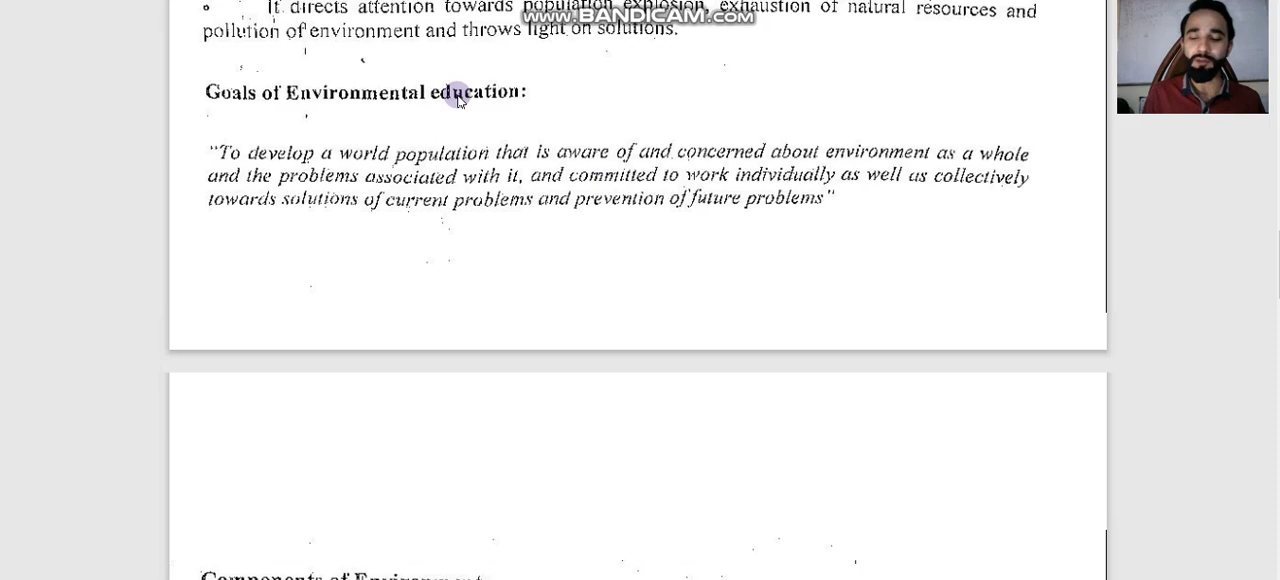 It directs attention towards population explosion, exhaustion of natural resources and
www.BANDICAM.COM
pollution of environment and throws light on solutions.
Goals of Environmental education:
"To develop a world population that is aware of and concerned about environment as a whole
and the problems associated with it, and committed to work individually as well as collectively
towards solutions of current problems and prevention of future problems"
Components of Environment: